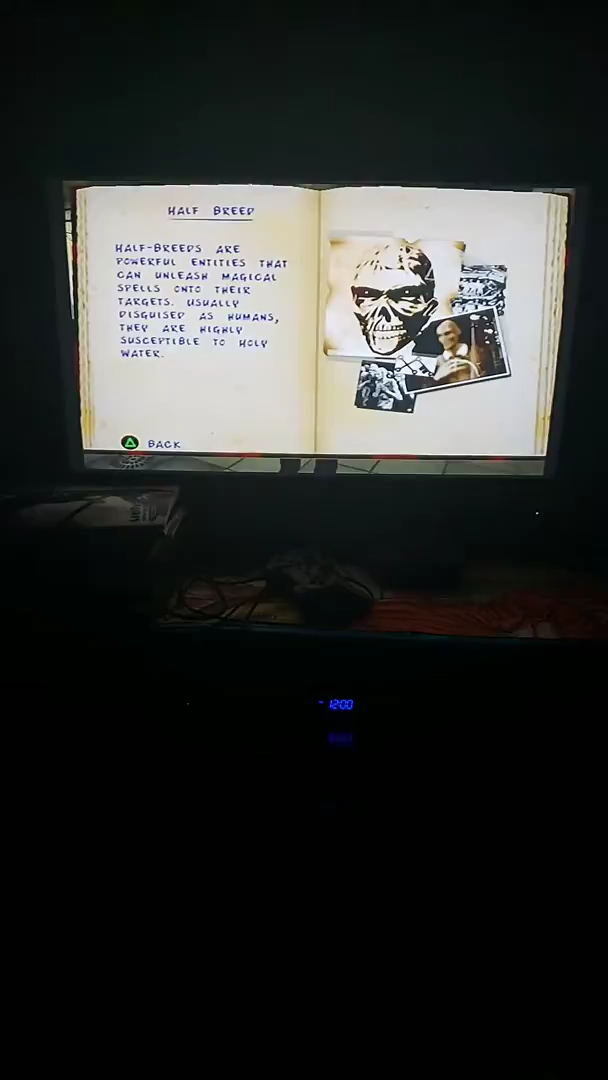 HALF BREED
HALF-BREEDS ARE
POWERFUL ENTITIES THAT
CAN UNLEASH MAGICAL
SPELLS ONTO THEIR
TARGETS. USUALLY
DISGUISED AS HUMANS,
THEY ARE HIGHLY
SUSCEPTIBLE TO HOLY
WATER.
BACK
12:00